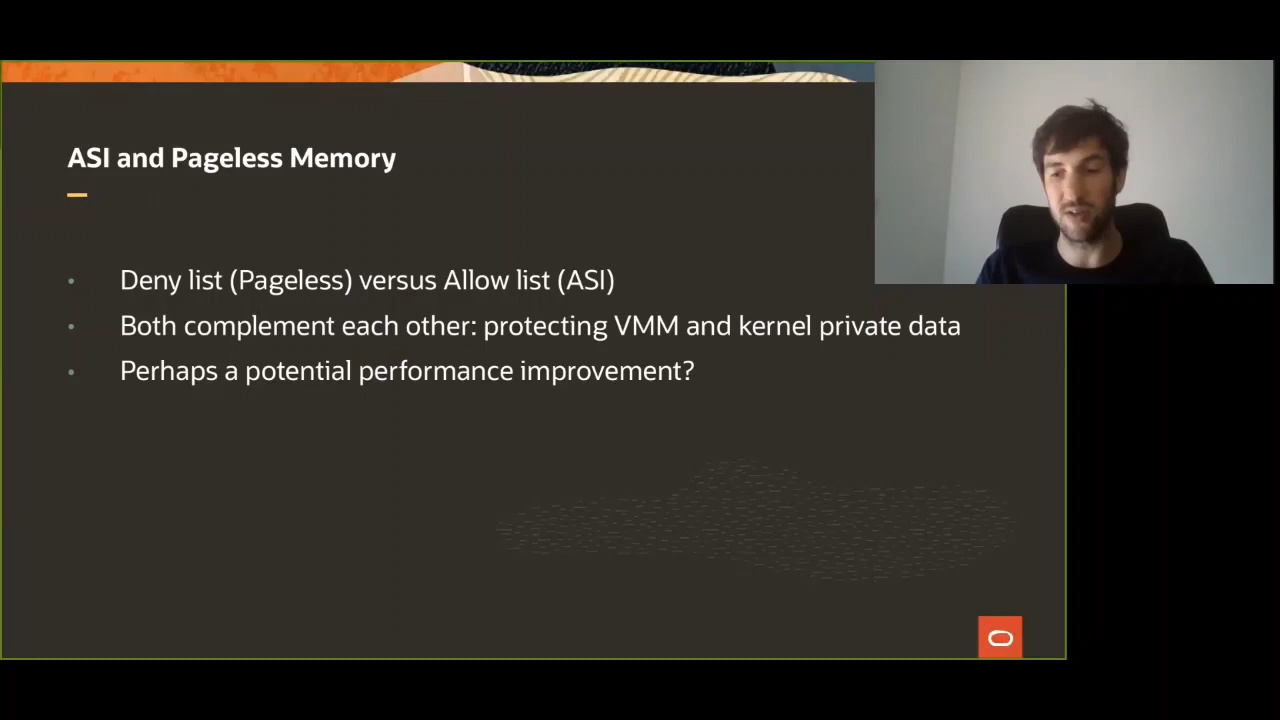 ASI and Pageless Memory
• Deny list (Pageless) versus Allow list (ASI)
• Both complement each other: protecting VMM and kernel private data
• Perhaps a potential performance improvement?